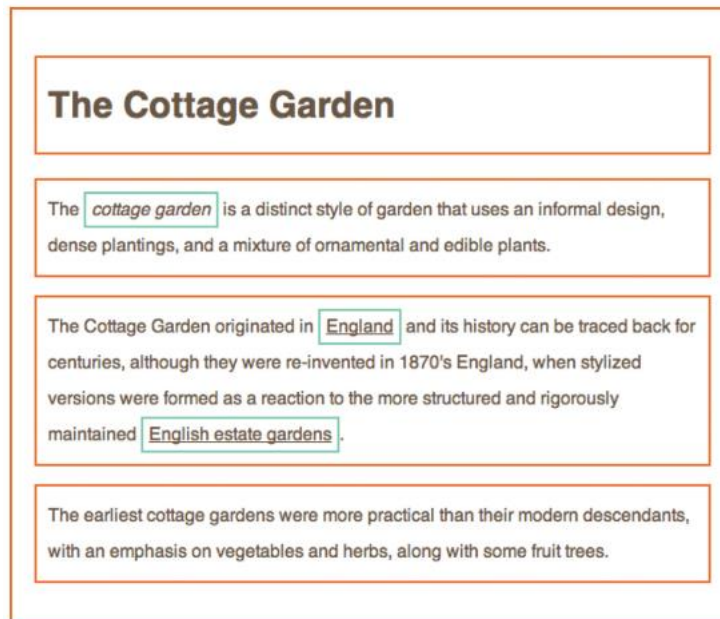 The Cottage Garden
The cottage garden is a distinct style of garden that uses an informal design,
dense plantings, and a mixture of ornamental and edible plants.
The Cottage Garden originated in England and its history can be traced back for
centuries, although they were re-invented in 1870's England, when stylized
versions were formed as a reaction to the more structured and rigorously
maintained English estate gardens.
The earliest cottage gardens were more practical than their modern descendants,
with an emphasis on vegetables and herbs, along with some fruit trees.